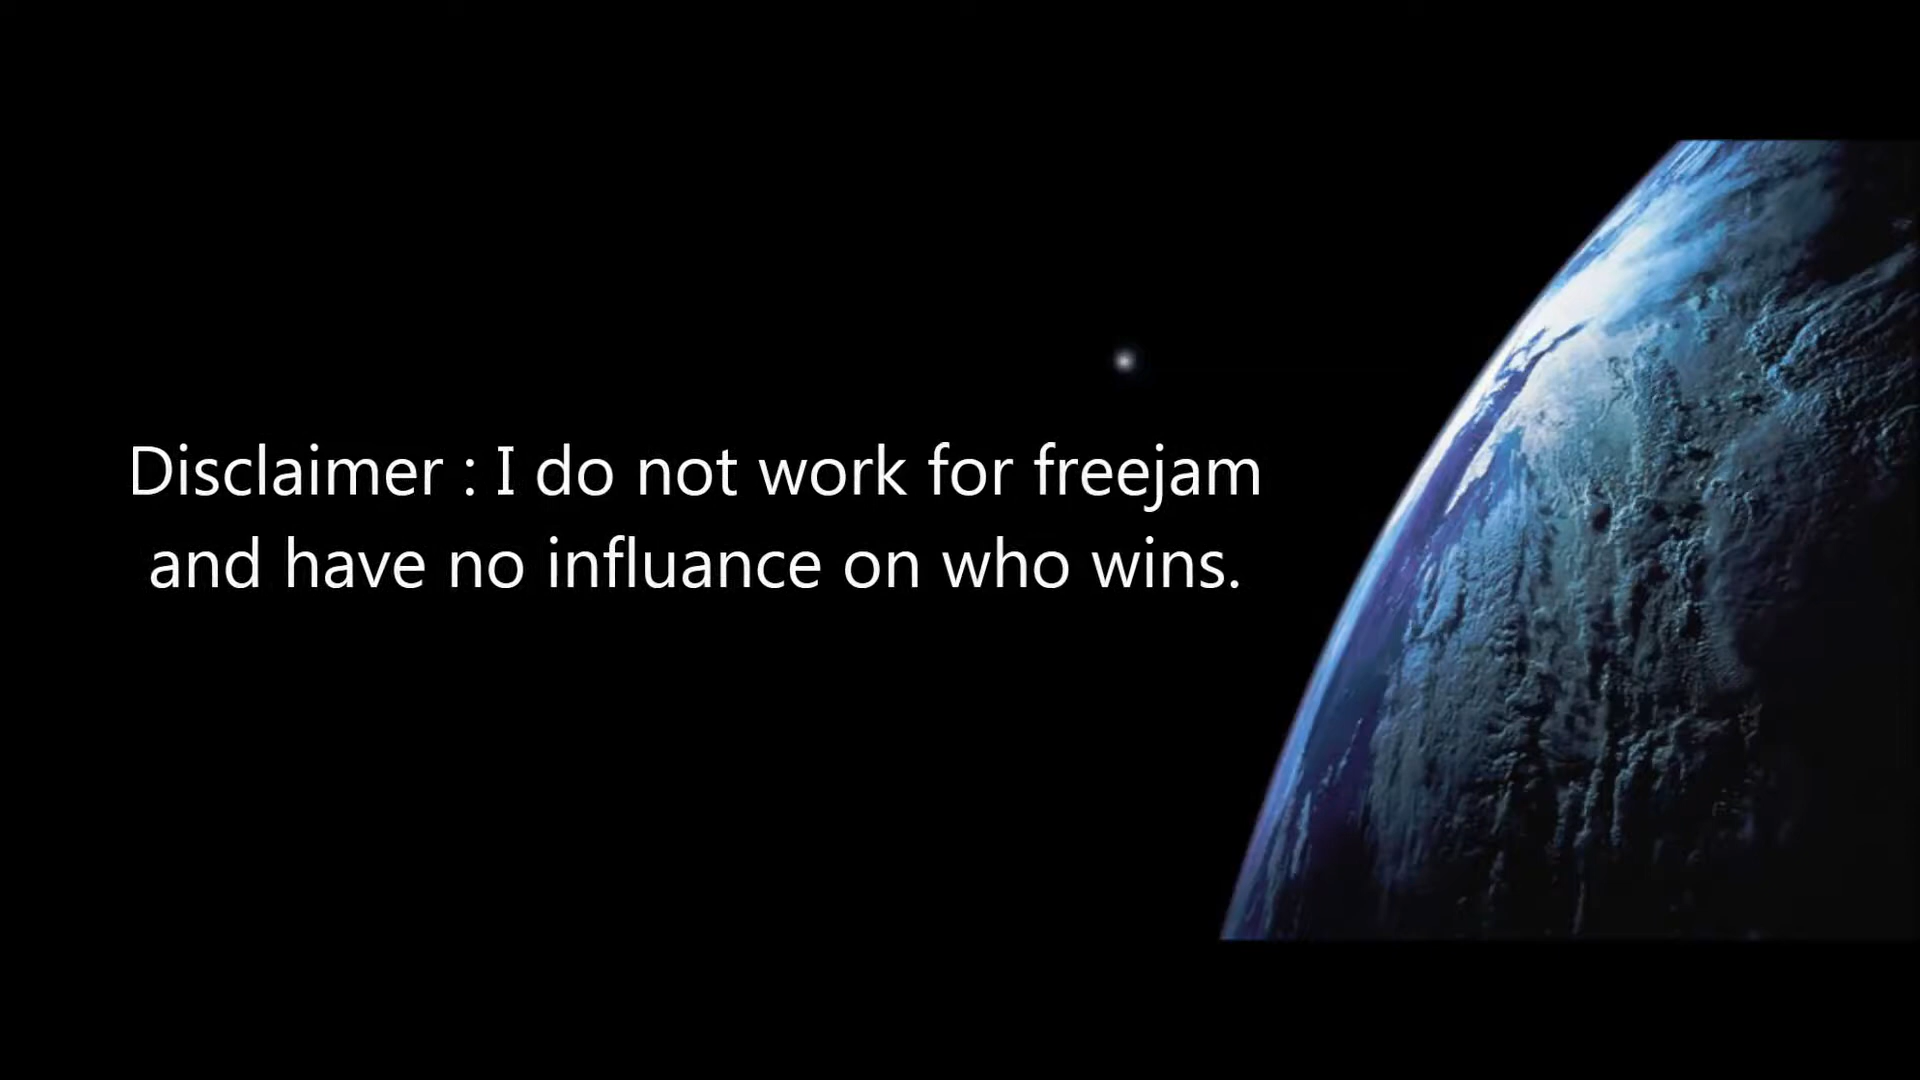 Disclaimer : I do not work for freejam
and have no influance on who wins.